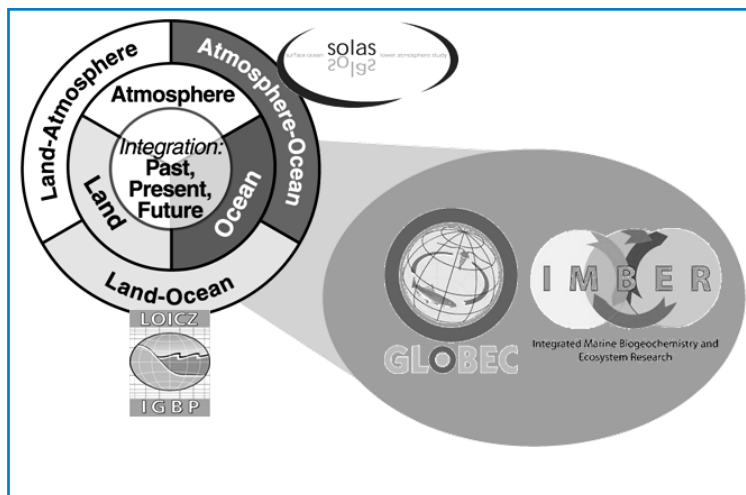 surface ocean solas lower atmosphere study
solas
Land-Atmosphere
Atmosphere-Ocean
Atmosphere
Integration:
Past,
Present,
Future
Land
Ocean
Land-Ocean
LOICZ
IGBP
GLOBEC
IMBER
Integrated Marine Biogeochemistry and
Ecosystem Research